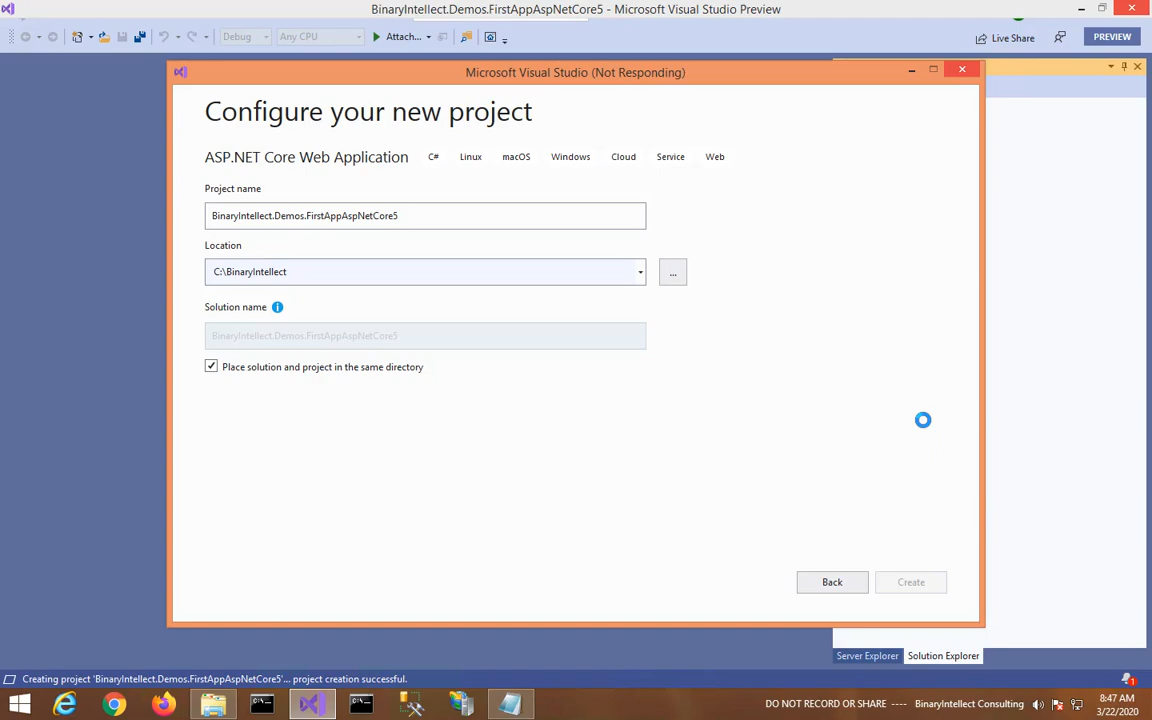 BinaryIntellect.Demos.FirstAppAspNetCore5 - Microsoft Visual Studio Preview
Debug Any CPU Attach... Live Share PREVIEW
Microsoft Visual Studio (Not Responding)
Configure your new project
ASP.NET Core Web Application C# Linux macOS Windows Cloud Service Web
Project name
BinaryIntellect.Demos.FirstAppAspNetCore5
Location
C:\BinaryIntellect
...
Solution name
BinaryIntellect.Demos.FirstAppAspNetCore5
Place solution and project in the same directory
Back Create
Server Explorer Solution Explorer
Creating project 'BinaryIntellect.Demos.FirstAppAspNetCore5'... project creation successful.
1
DO NOT RECORD OR SHARE ---- BinaryIntellect Consulting
8:47 AM
3/22/2020